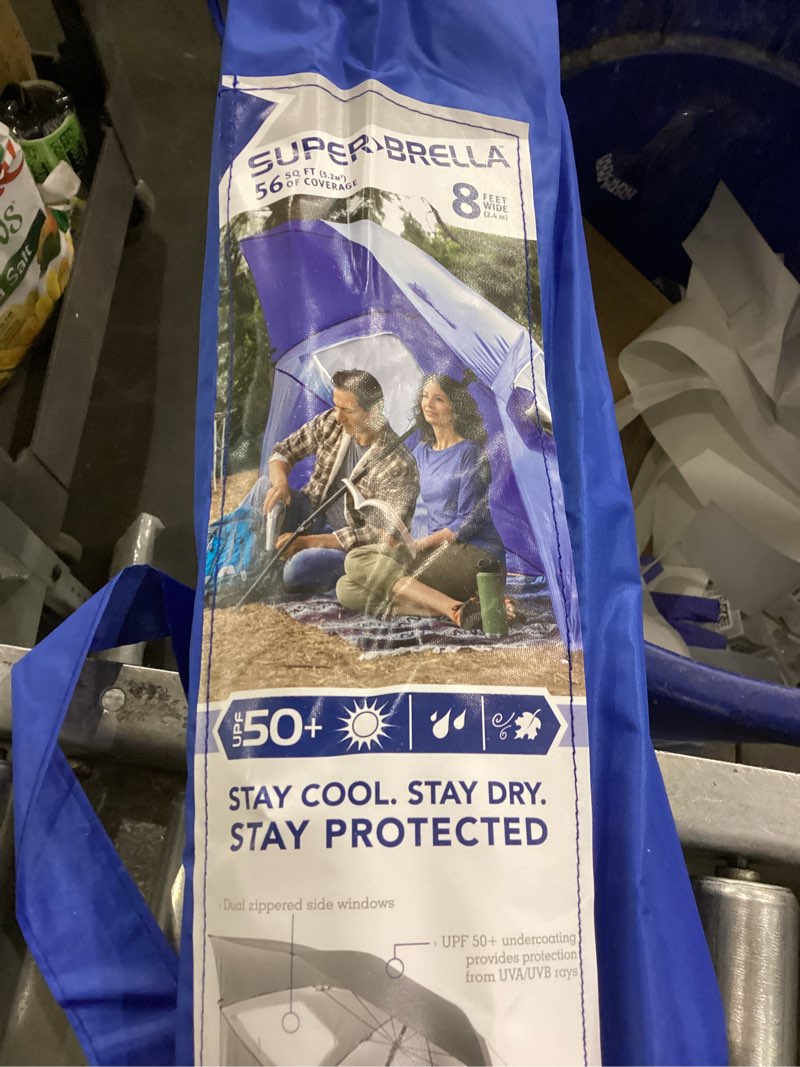 SUPER-BRELLA
56 SQ FT (5.2m²) OF COVERAGE
8 FEET WIDE (2.4 m)
UPF 50+
STAY COOL. STAY DRY.
STAY PROTECTED
Dual zippered side windows
UPF 50+ undercoating
provides protection
from UVA/UVB rays
Salt